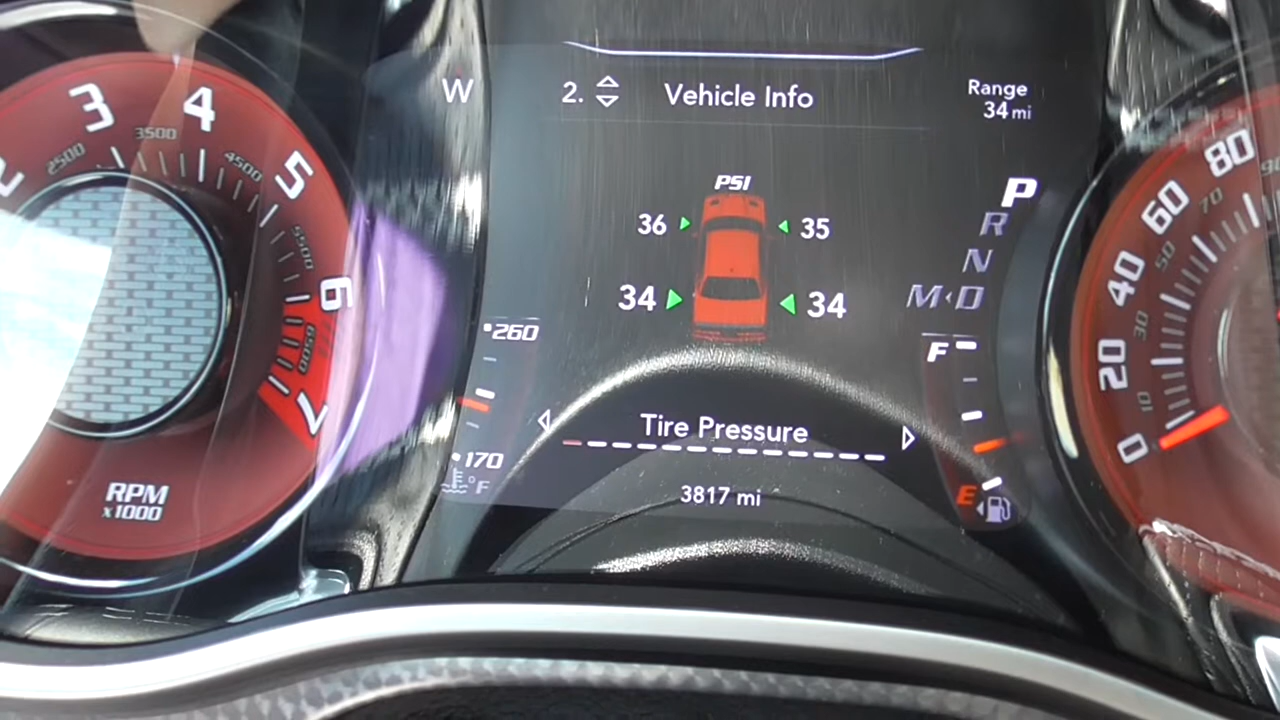 2
3
4
5
6
7
2500
3500
4500
5500
6500
RPM
x1000
W
2. Vehicle Info
Range
34 mi
PSI
36 35
34 34
260
170
°F
Tire Pressure
3817 mi
P
R
N
M D
F
E
0
10
20
30
40
50
60
70
80